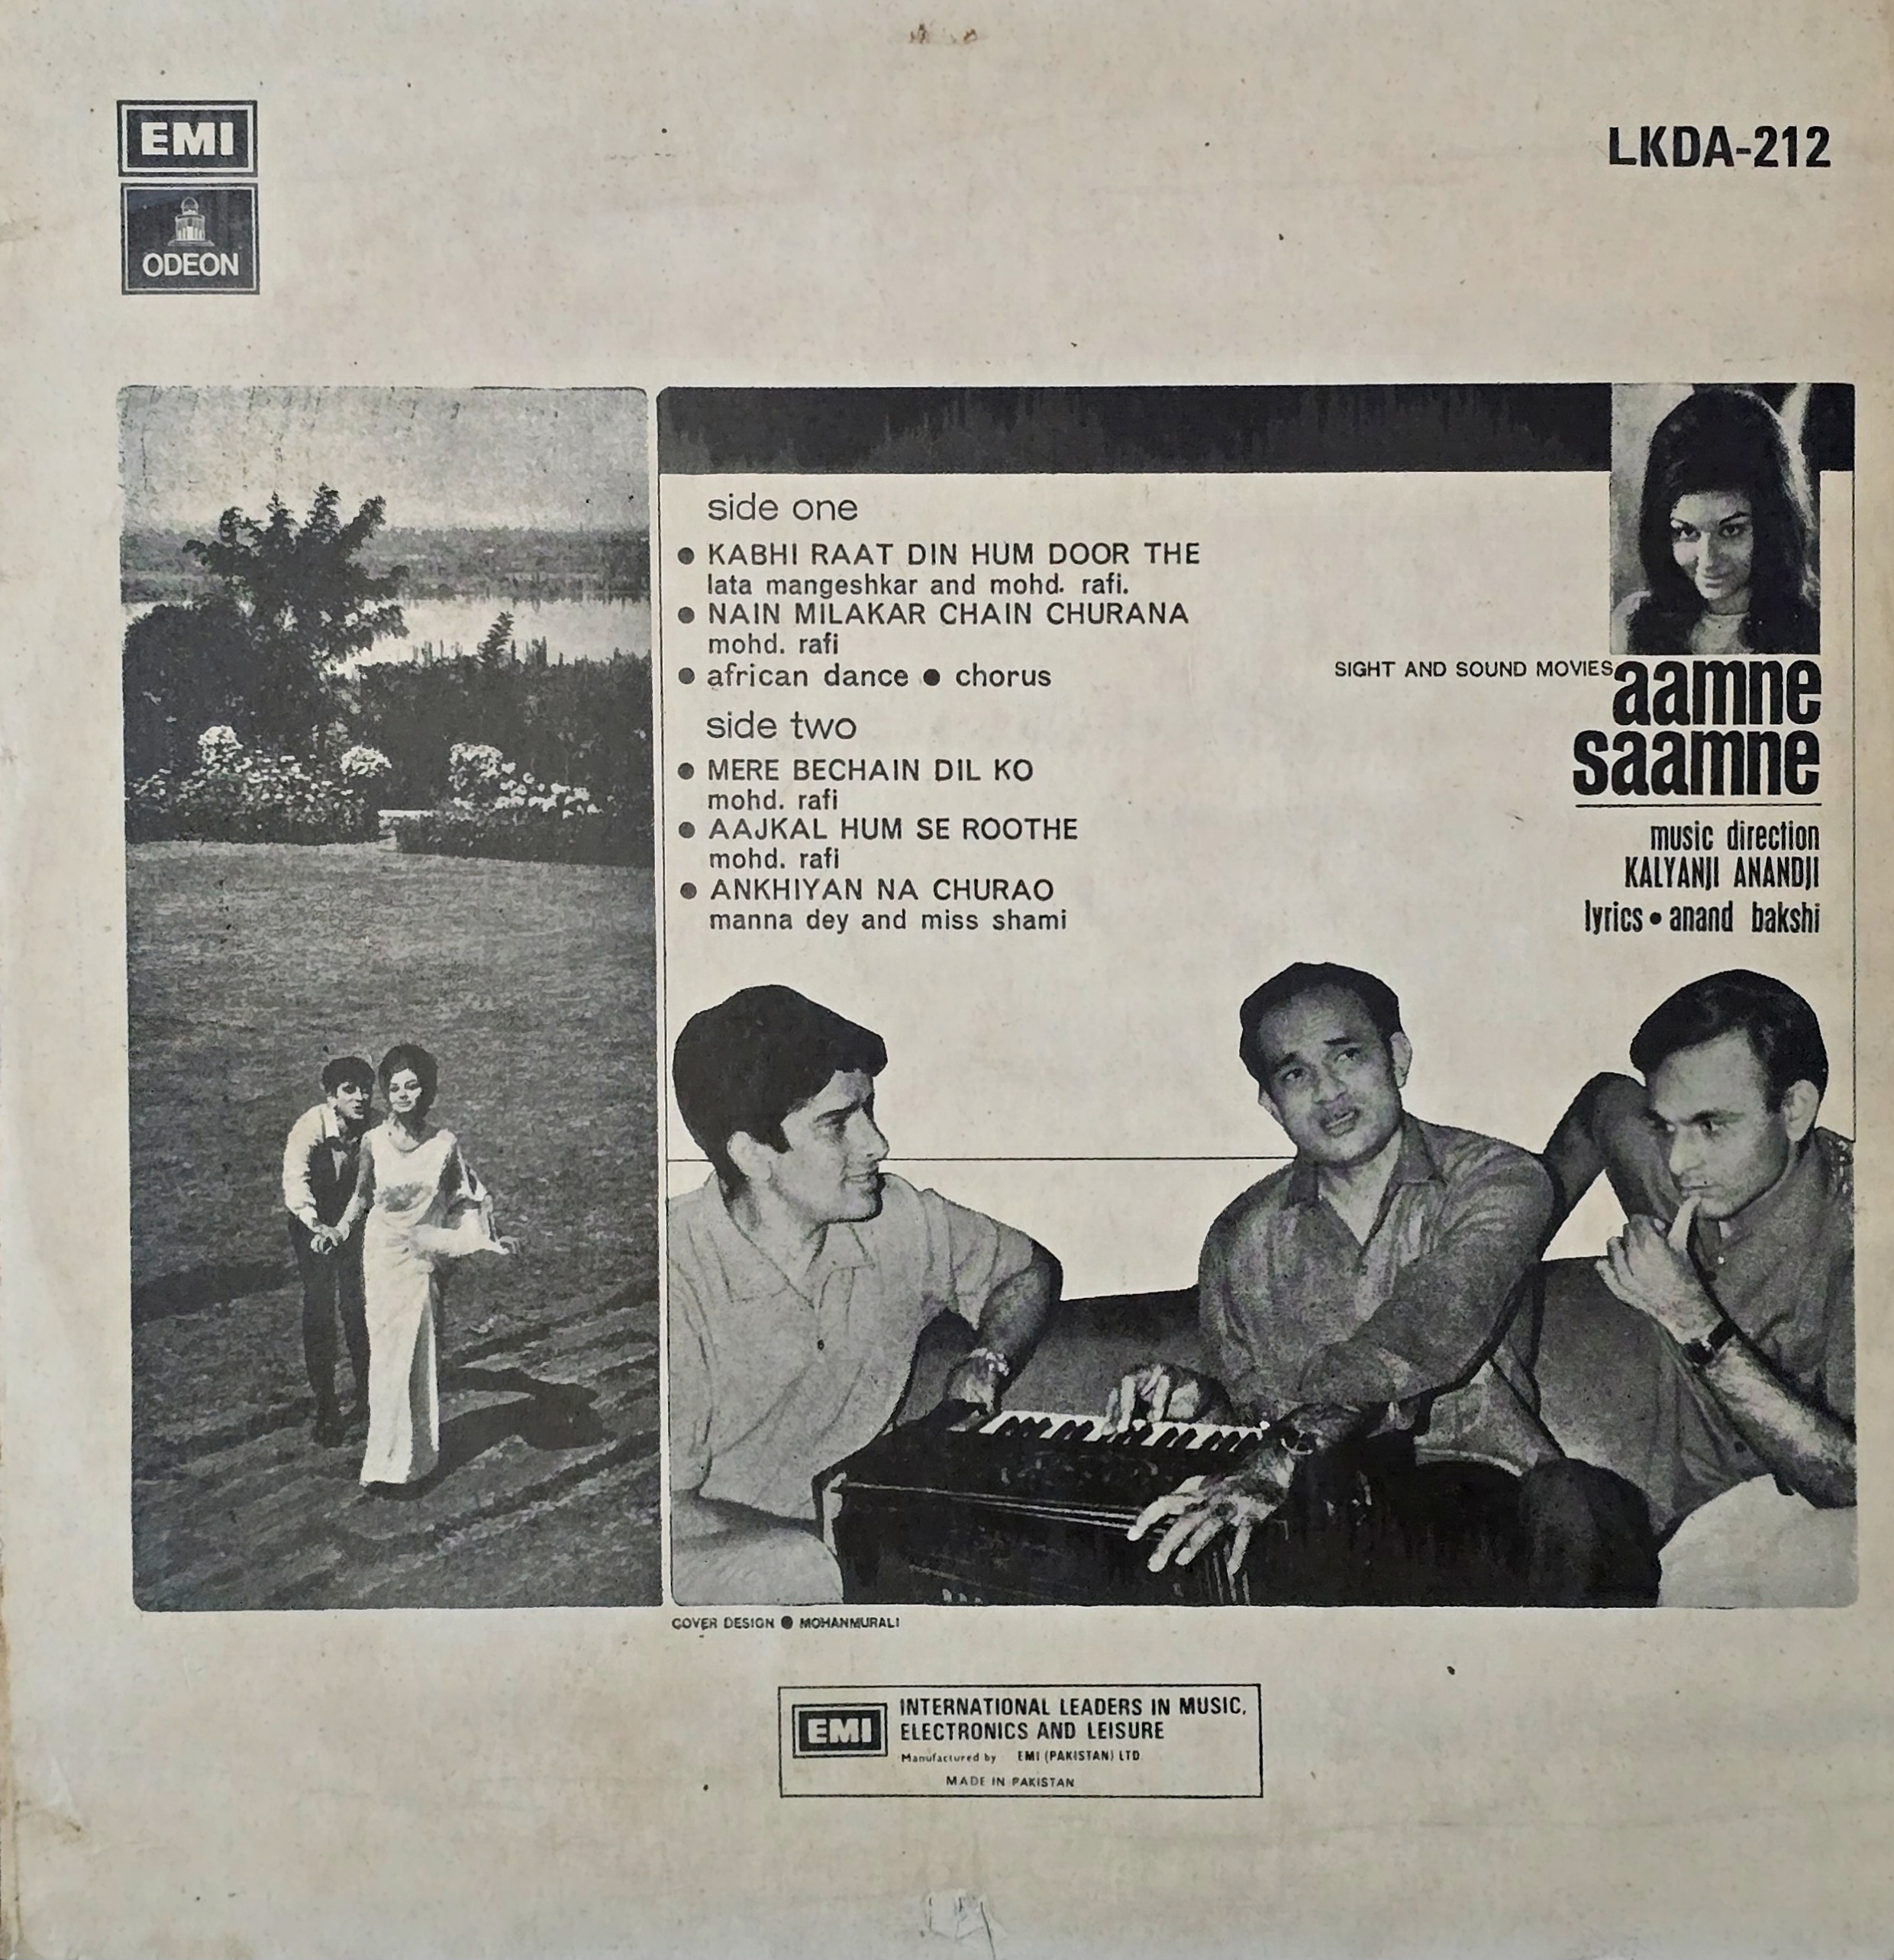 EMI
ODEON
LKDA-212
side one
● KABHI RAAT DIN HUM DOOR THE
lata mangeshkar and mohd. rafi.
● NAIN MILAKAR CHAIN CHURANA
mohd. rafi
● african dance ● chorus
side two
● MERE BECHAIN DIL KO
mohd. rafi
● AAJKAL HUM SE ROOTHE
mohd. rafi
● ANKHIYAN NA CHURAO
manna dey and miss shami
SIGHT AND SOUND MOVIES
aamne
saamne
music direction
KALYANJI ANANDJI
lyrics ● anand bakshi
COVER DESIGN ● MOHANMURALI
EMI
INTERNATIONAL LEADERS IN MUSIC,
ELECTRONICS AND LEISURE
Manufactured by EMI (PAKISTAN) LTD
MADE IN PAKISTAN